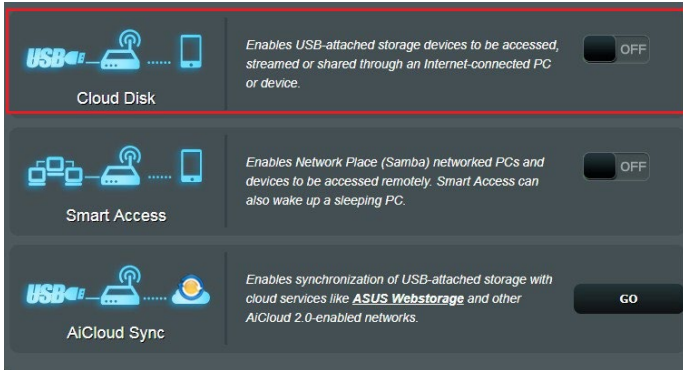 USB
Cloud Disk
Enables USB-attached storage devices to be accessed,
streamed or shared through an Internet-connected PC
or device.
OFF
Smart Access
Enables Network Place (Samba) networked PCs and
devices to be accessed remotely. Smart Access can
also wake up a sleeping PC.
OFF
USB
AiCloud Sync
Enables synchronization of USB-attached storage with
cloud services like ASUS Webstorage and other
AiCloud 2.0-enabled networks.
GO